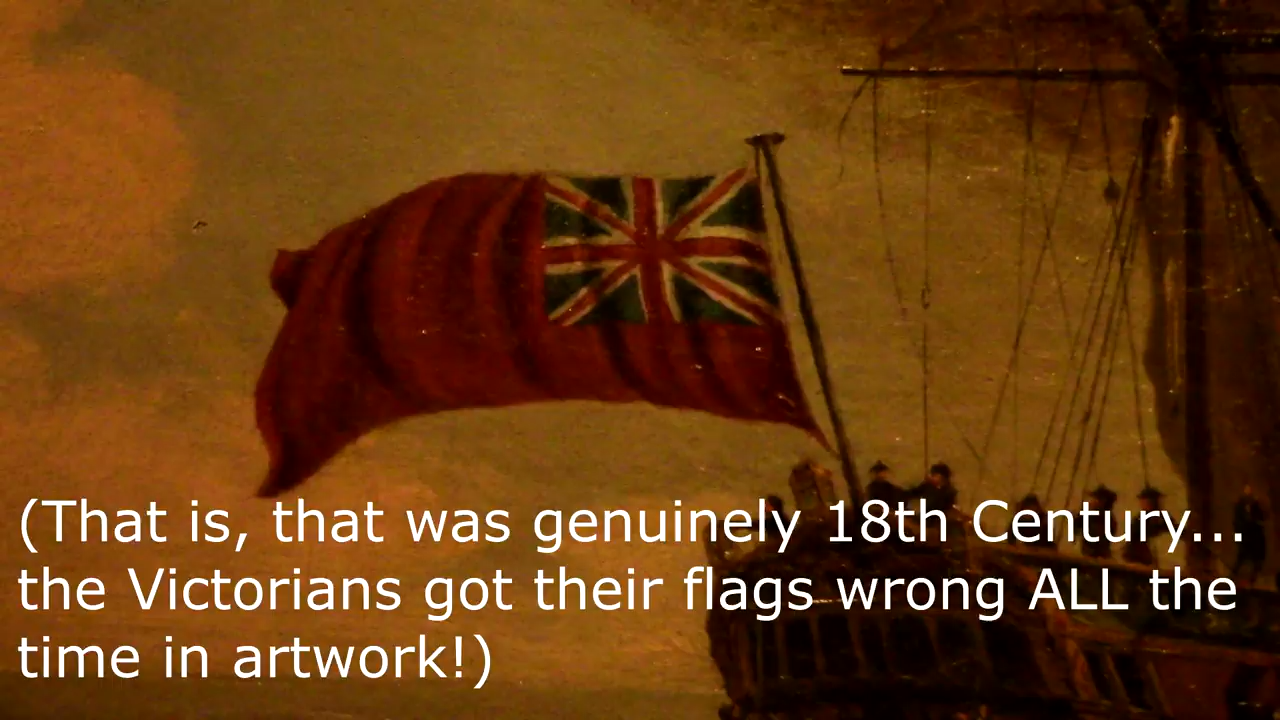 (That is, that was genuinely 18th Century...
the Victorians got their flags wrong ALL the
time in artwork!)